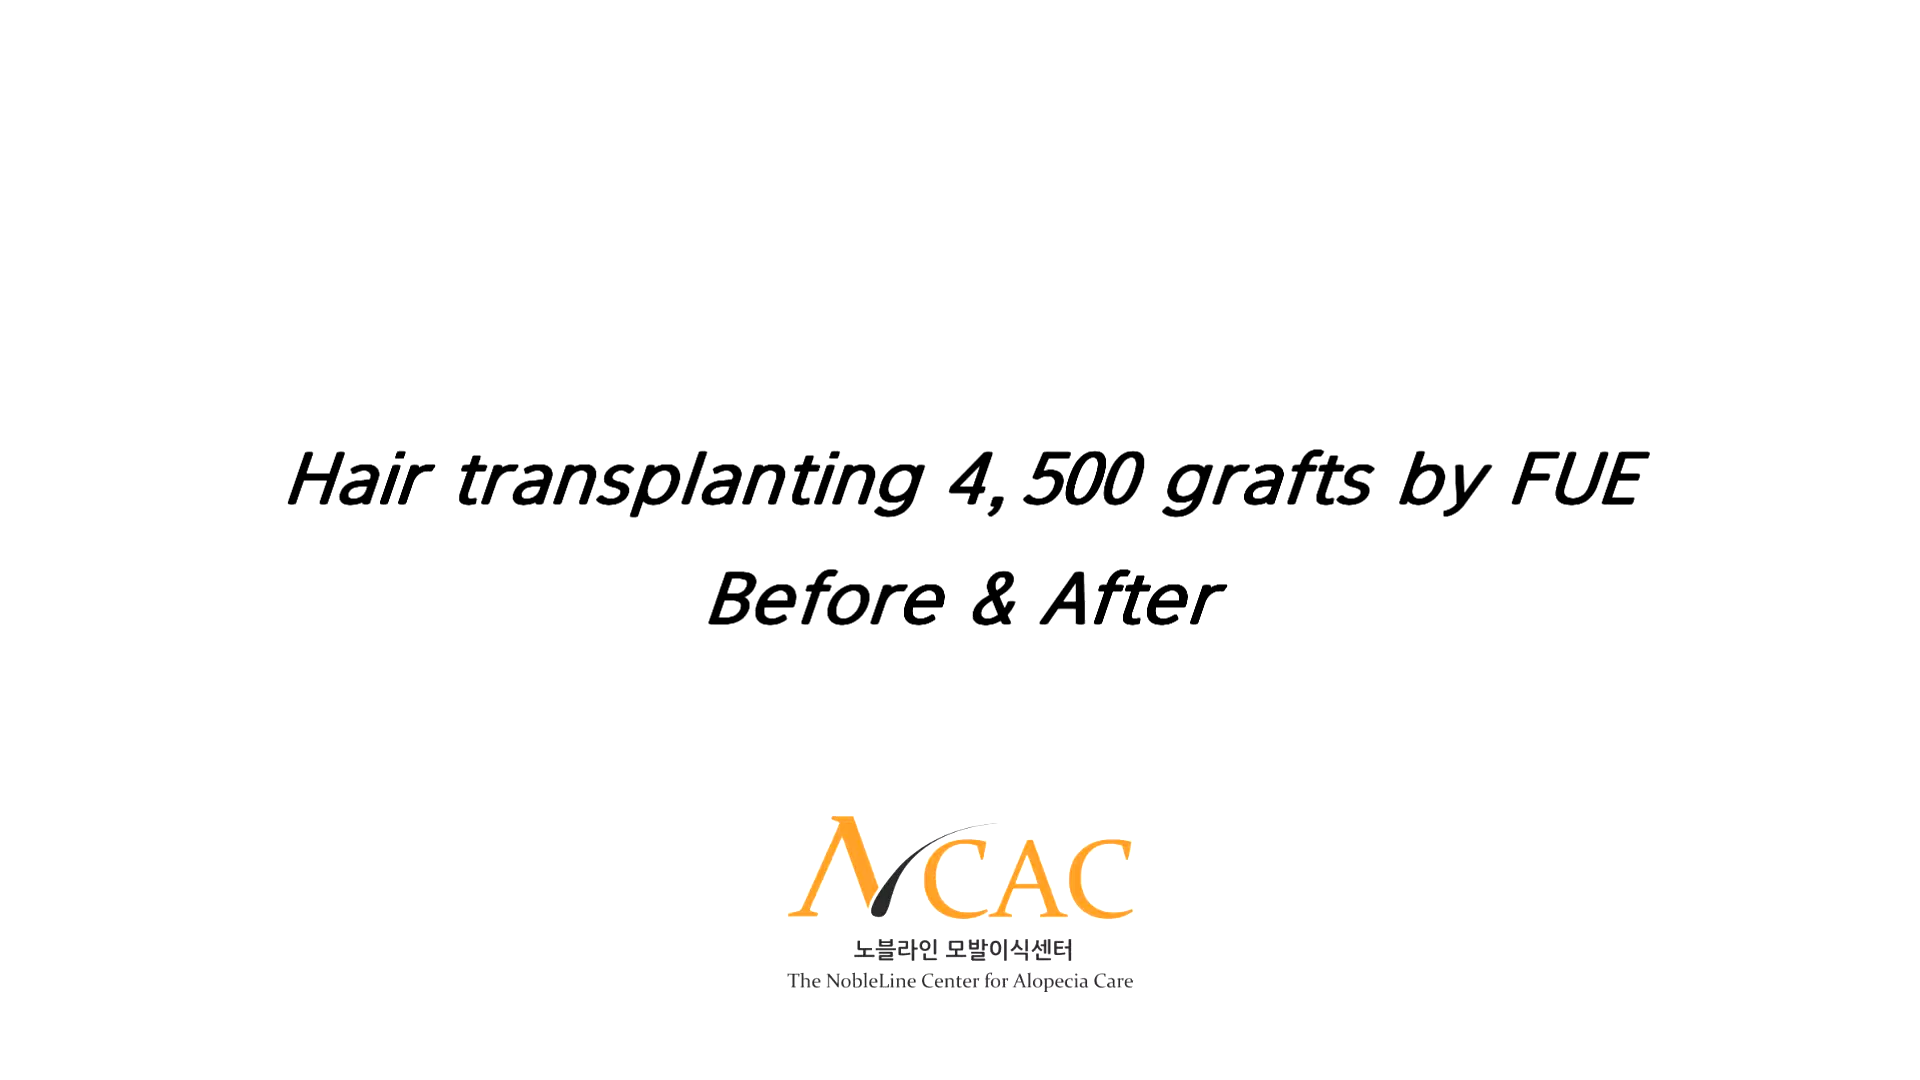 Hair transplanting 4,500 grafts by FUE
Before & After
NCAC
노블라인 모발이식센터
The NobleLine Center for Alopecia Care